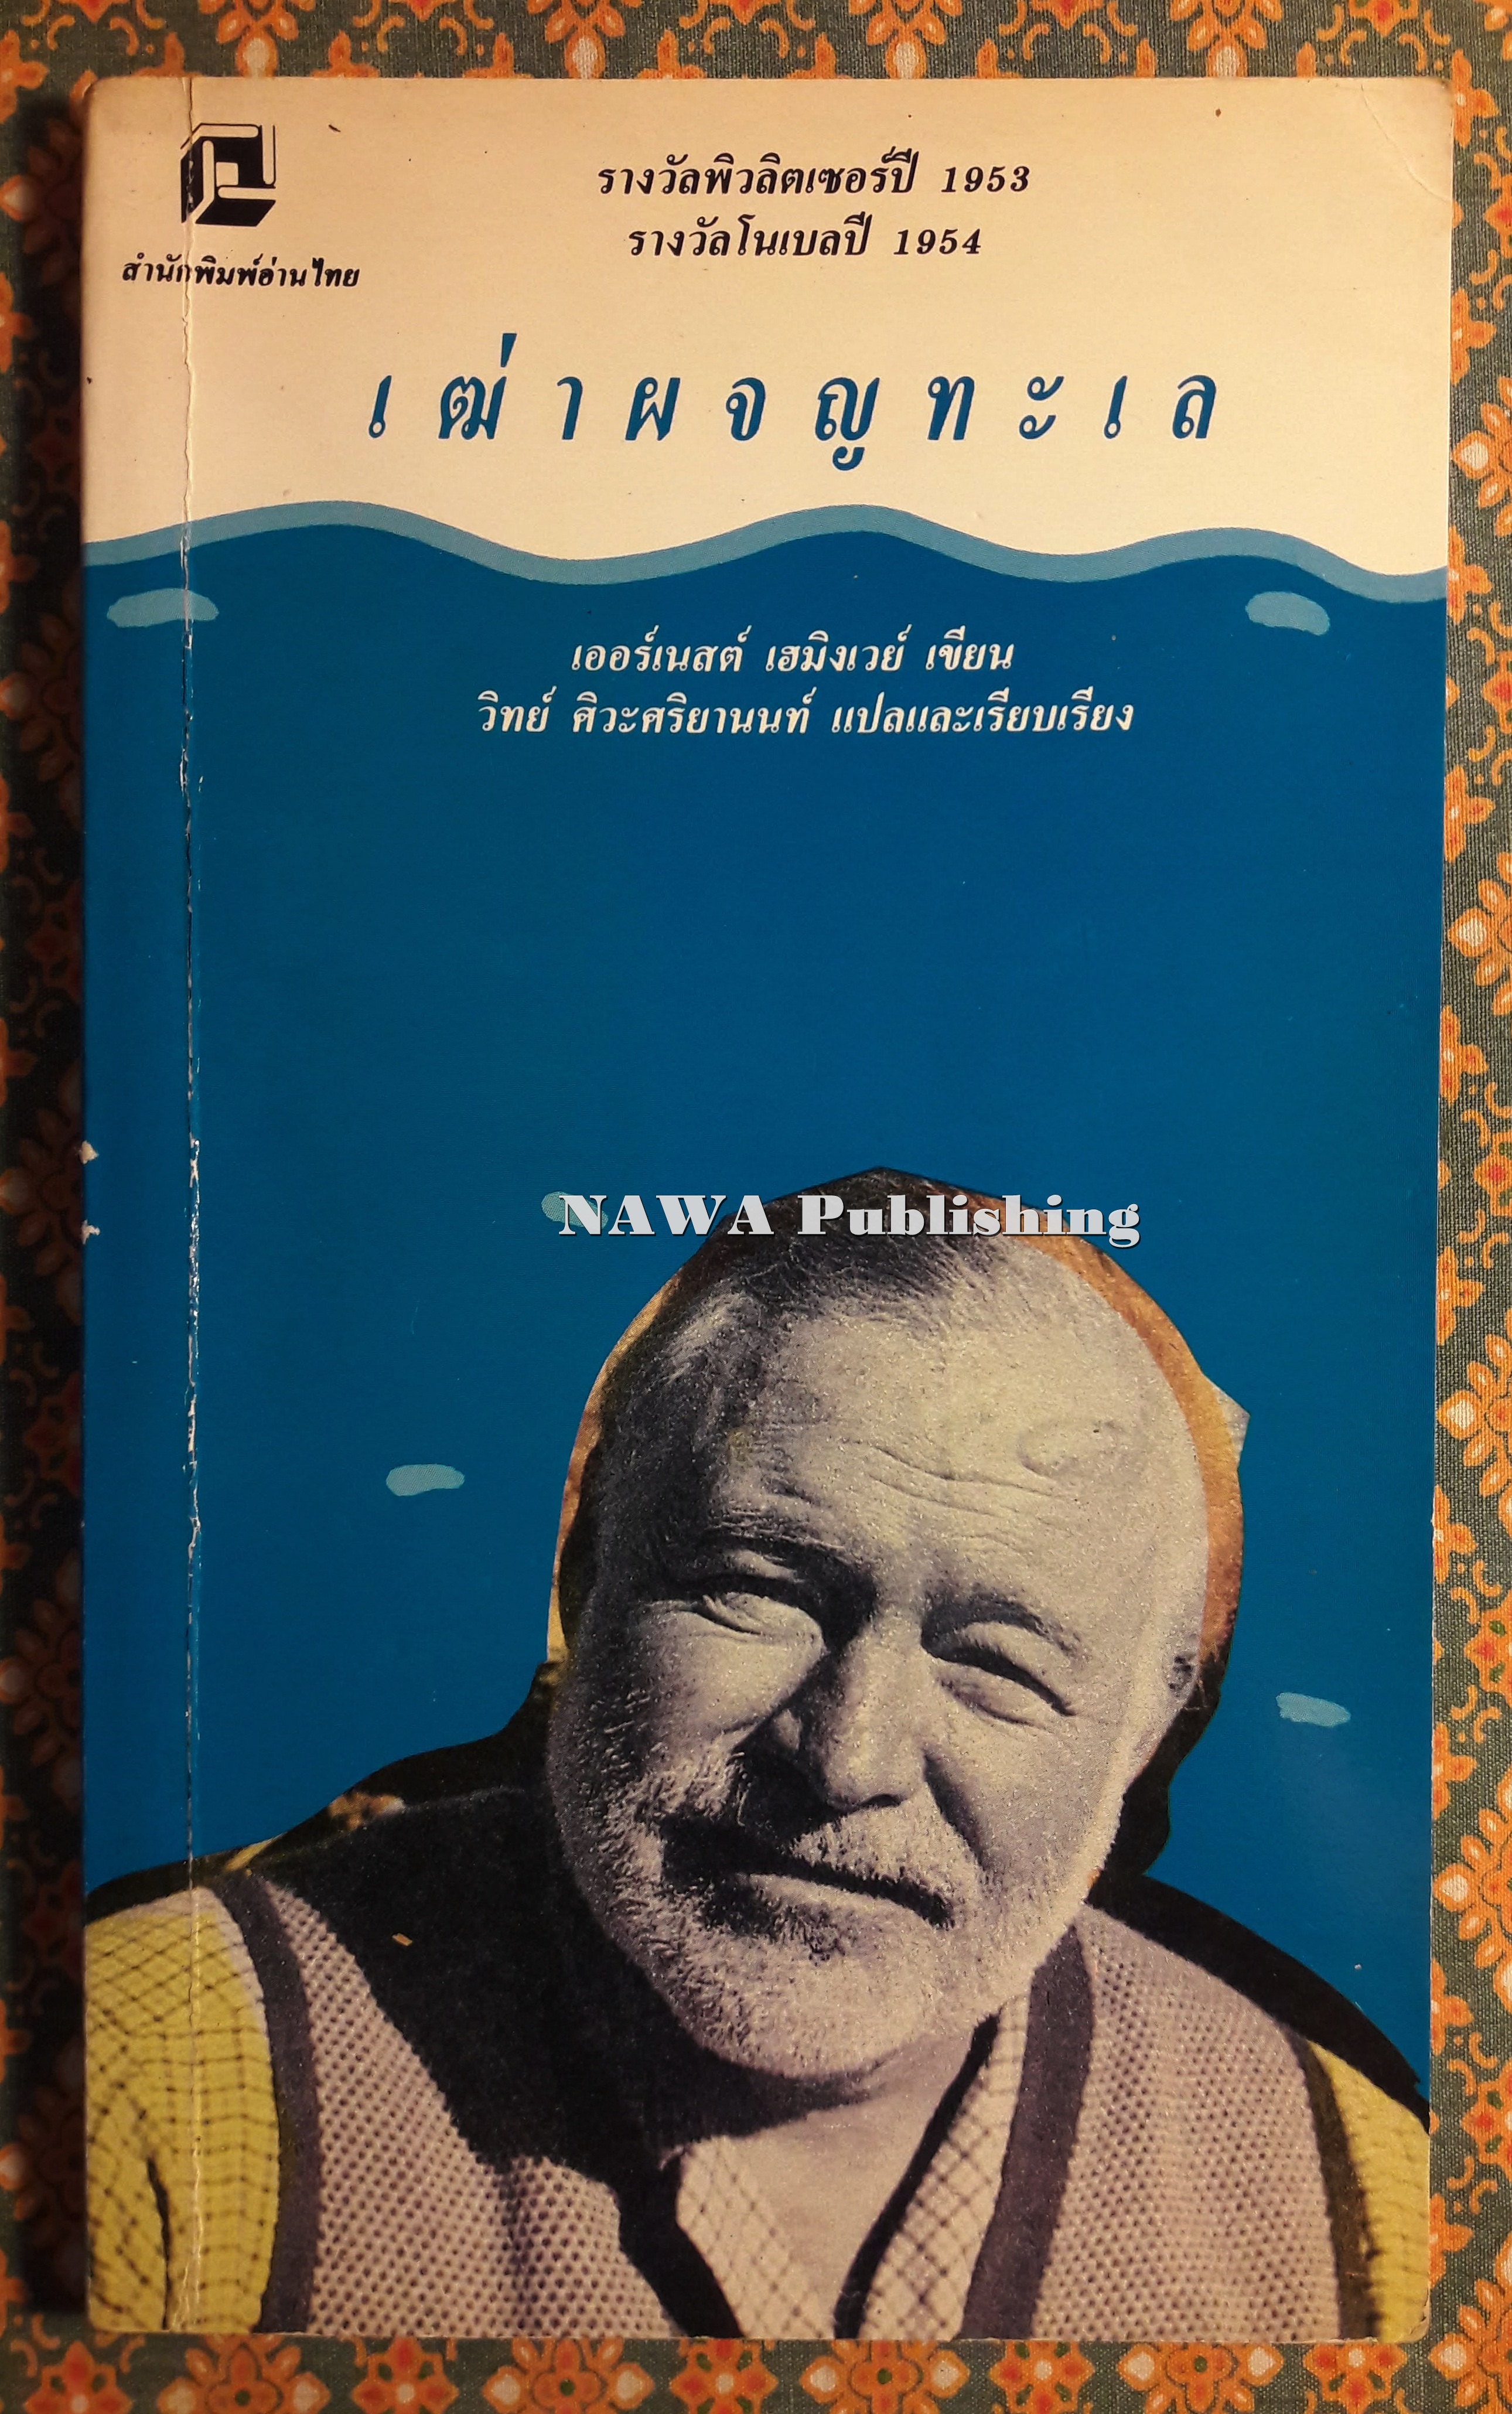 รางวัลพิวลิตเซอร์ปี 1953
รางวัลโนเบลปี 1954
สำนักพิมพ์อ่านไทย
เฒ่าผจญทะเล
เออร์เนสต์ เฮมิงเวย์ เขียน
วิทย์ ศิวะศริยานนท์ แปลและเรียบเรียง
NAWA Publishing